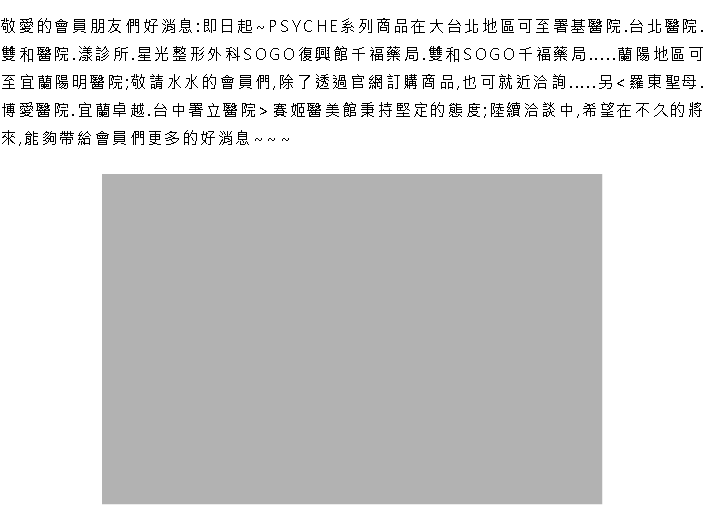 敬愛的會員朋友們好消息:即日起~PSYCHE系列商品在大台北地區可至署基醫院.台北醫院.
雙和醫院.漾診所.星光整形外科SOGO復興館千福藥局.雙和SOGO千福藥局.....蘭陽地區可
至宜蘭陽明醫院;敬請水水的會員們,除了透過官網訂購商品,也可就近洽詢.....另<羅東聖母.
博愛醫院.宜蘭卓越.台中署立醫院>賽姬醫美館秉持堅定的態度;陸續洽談中,希望在不久的將
來,能夠帶給會員們更多的好消息~~~